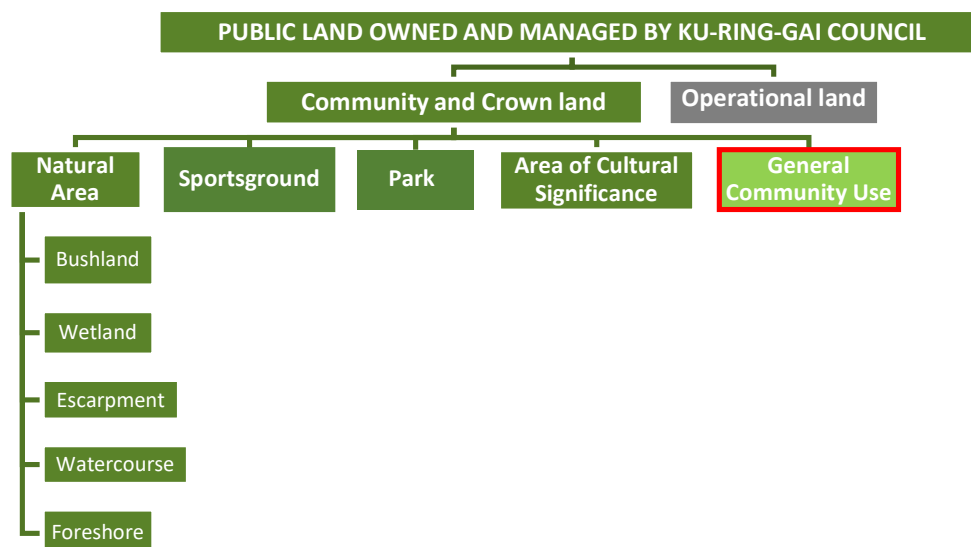 PUBLIC LAND OWNED AND MANAGED BY KU-RING-GAI COUNCIL
Community and Crown land
Operational land
Natural
Area
Sportsground
Park
Area of Cultural
Significance
General
Community Use
Bushland
Wetland
Escarpment
Watercourse
Foreshore